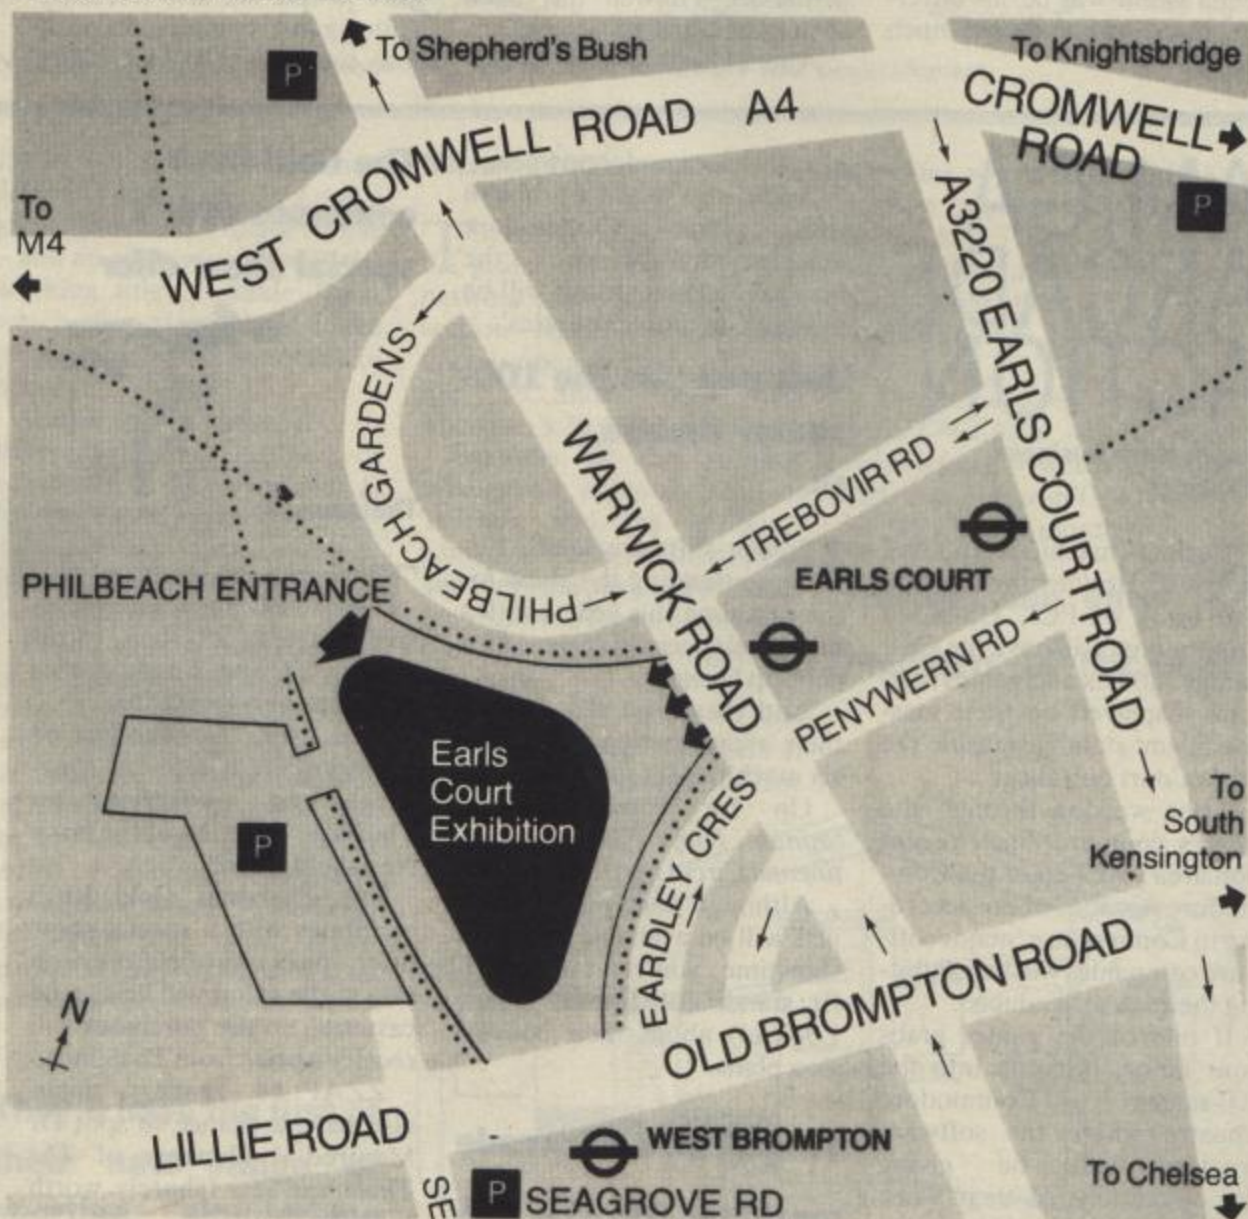 To Shepherd's Bush
P
To Knightsbridge
CROMWELL
ROAD
WEST CROMWELL ROAD A4
P
To
M4
A3220 EARLS COURT ROAD
PHILBEACH GARDENS
WARWICK ROAD
TREBOVIR RD
EARLS COURT
PHILBEACH ENTRANCE
PENYWERN RD
Earls
Court
Exhibition
P
EARDLEY CRES
To
South
Kensington
OLD BROMPTON ROAD
N
LILLIE ROAD
WEST BROMPTON
SE
P
SEAGROVE RD
To Chelsea